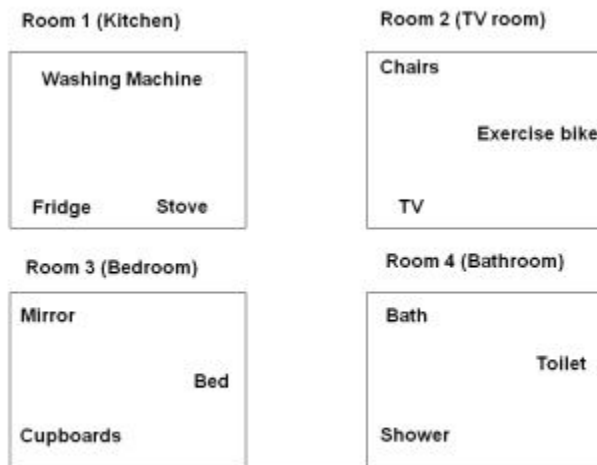 Room 1 (Kitchen)
Washing Machine
Fridge Stove
Room 2 (TV room)
Chairs
Exercise bike
TV
Room 3 (Bedroom)
Mirror
Bed
Cupboards
Room 4 (Bathroom)
Bath
Toilet
Shower